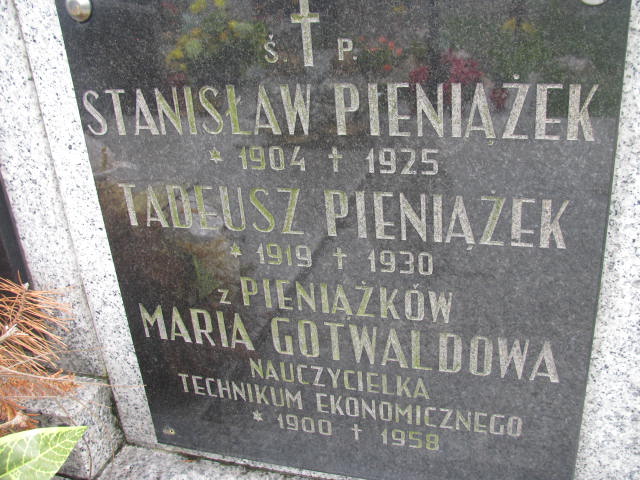 Ś. P.
STANISŁAW PIENIĄŻEK
* 1904 † 1925
TADEUSZ PIENIĄŻEK
* 1919 † 1930
z PIENIĄŻKÓW
MARIA GOTWALDOWA
NAUCZYCIELKA
TECHNIKUM EKONOMICZNEGO
* 1900 † 1958